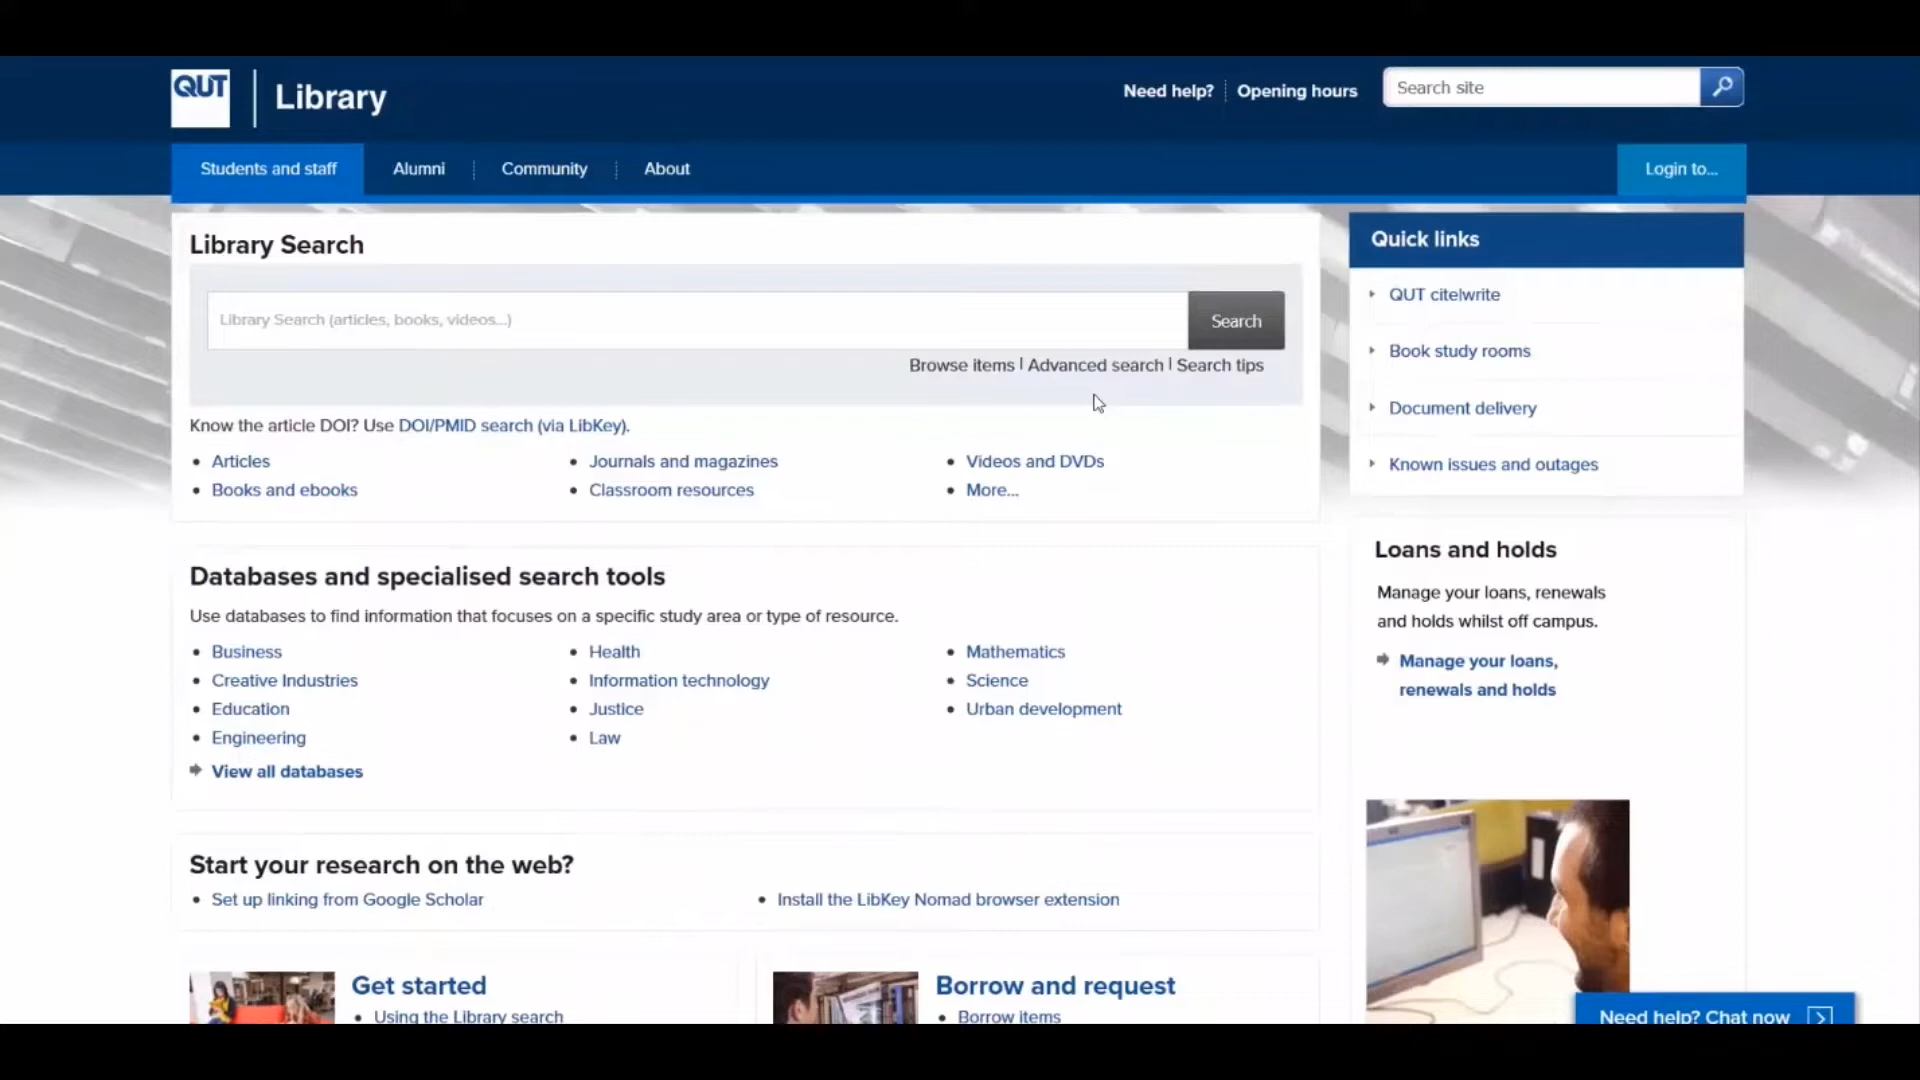 QUT
Library
Need help?
Opening hours
Search site
Students and staff
Alumni
Community
About
Login to...
Library Search
Library Search (articles, books, videos...)
Search
Browse items | Advanced search | Search tips
Know the article DOI? Use DOI/PMID search (via LibKey).
Articles
Books and ebooks
Journals and magazines
Classroom resources
Videos and DVDs
More...
Databases and specialised search tools
Use databases to find information that focuses on a specific study area or type of resource.
Business
Creative Industries
Education
Engineering
Health
Information technology
Justice
Law
Mathematics
Science
Urban development
View all databases
Start your research on the web?
Set up linking from Google Scholar
Install the LibKey Nomad browser extension
Get started
Using the Library search
Borrow and request
Borrow items
Quick links
QUT cite|write
Book study rooms
Document delivery
Known issues and outages
Loans and holds
Manage your loans, renewals
and holds whilst off campus.
Manage your loans,
renewals and holds
Need help? Chat now